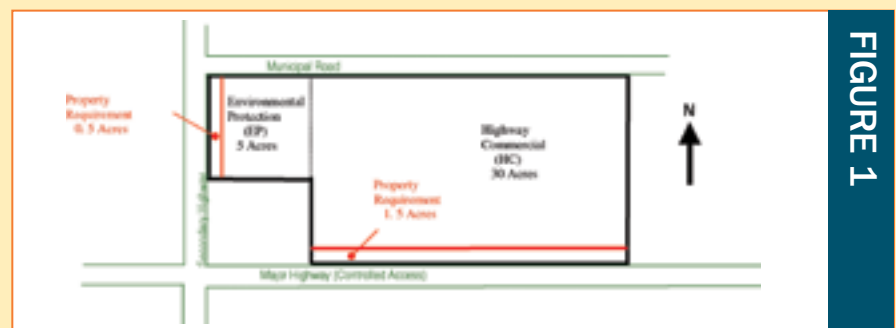 FIGURE 1
Municipal Road
Property
Requirement
0. 5 Acres
Environmental
Protection
(EP)
5 Acres
Highway
Commercial
(HC)
30 Acres
N
Property
Requirement
1. 5 Acres
Secondary Highway
Major Highway (Controlled Access)